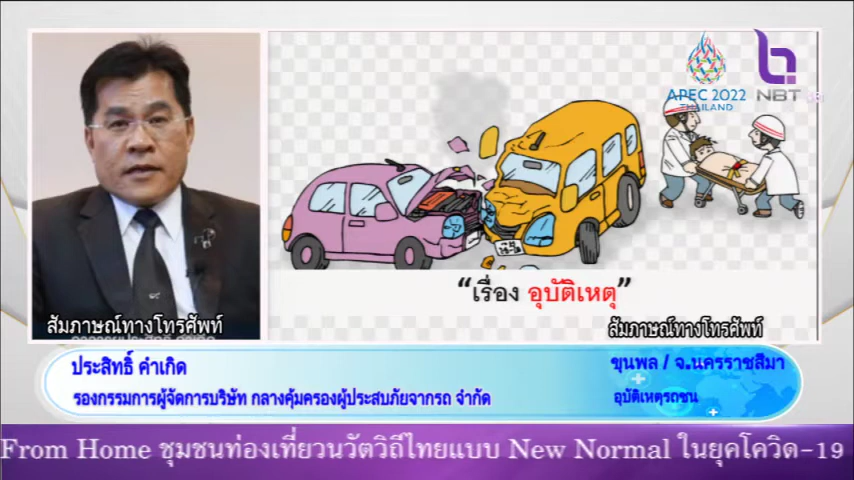 APEC 2022
THAILAND
NBT
“เรื่อง อุบัติเหตุ”
สัมภาษณ์ทางโทรศัพท์
สัมภาษณ์ทางโทรศัพท์
ประสิทธิ์ คำเกิด
รองกรรมการผู้จัดการบริษัท กลางคุ้มครองผู้ประสบภัยจากรถ จำกัด
ขุนพล / จ.นครราชสีมา
อุบัติเหตุรถชน
From Home ชุมชนท่องเที่ยวนวัตวิถีไทยแบบ New Normal ในยุคโควิด-19